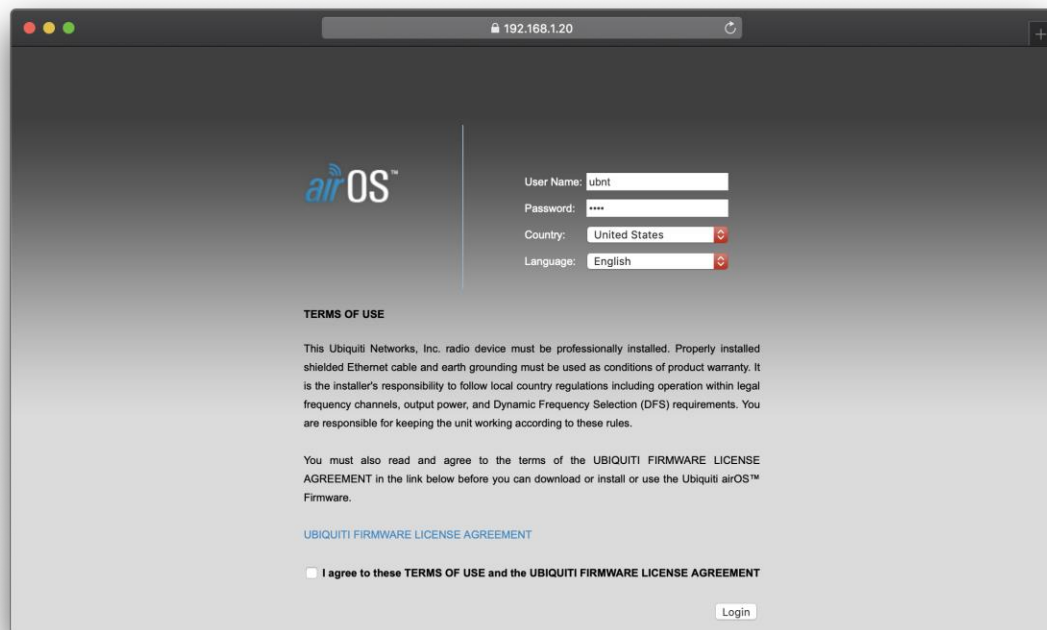 192.168.1.20
airOS™
User Name: ubnt
Password: ••••
Country: United States
Language: English
TERMS OF USE
This Ubiquiti Networks, Inc. radio device must be professionally installed. Properly installed
shielded Ethernet cable and earth grounding must be used as conditions of product warranty. It
is the installer's responsibility to follow local country regulations including operation within legal
frequency channels, output power, and Dynamic Frequency Selection (DFS) requirements. You
are responsible for keeping the unit working according to these rules.
You must also read and agree to the terms of the UBIQUITI FIRMWARE LICENSE
AGREEMENT in the link below before you can download or install or use the Ubiquiti airOS™
Firmware.
UBIQUITI FIRMWARE LICENSE AGREEMENT
I agree to these TERMS OF USE and the UBIQUITI FIRMWARE LICENSE AGREEMENT
Login